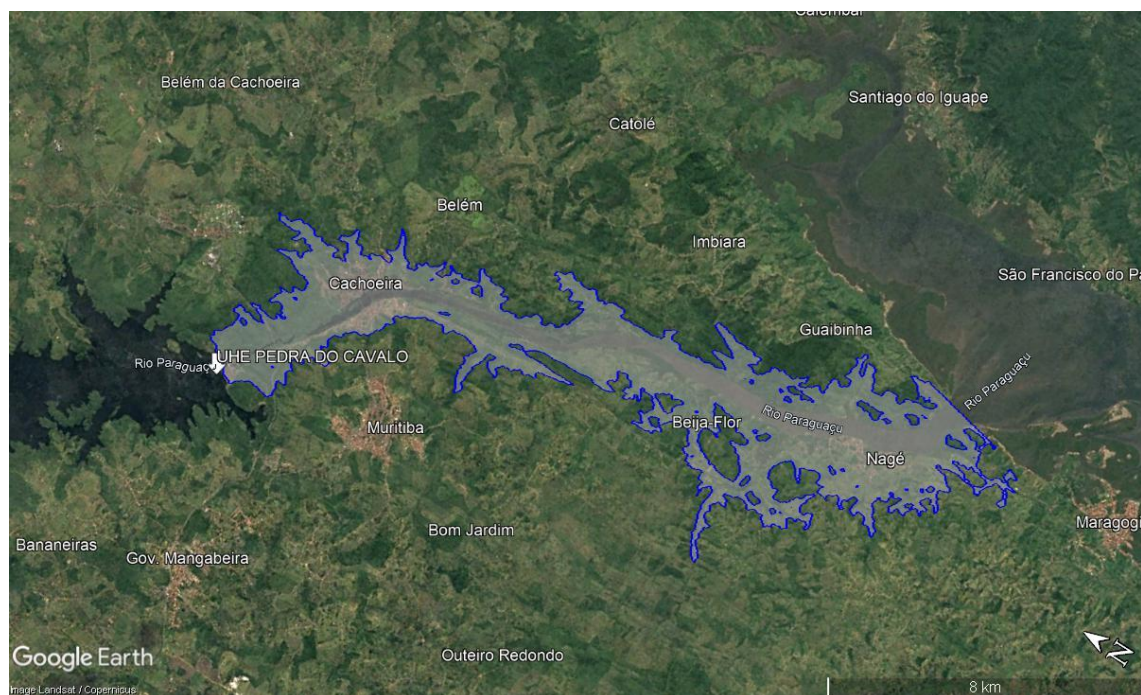 Calembar
Belém da Cachoeira
Santiago do Iguape
Catolé
Belém
Imbiara
São Francisco do Pa
Cachoeira
Guaibinha
UHE PEDRA DO CAVALO
Rio Paraguaçu
Rio Paraguaçu
Beija-Flor
Rio Paraguaçu
Muritiba
Nagé
Maragogi
Bom Jardim
Bananeiras
Gov. Mangabeira
N
Google Earth
Outeiro Redondo
Image Landsat / Copernicus
8 km